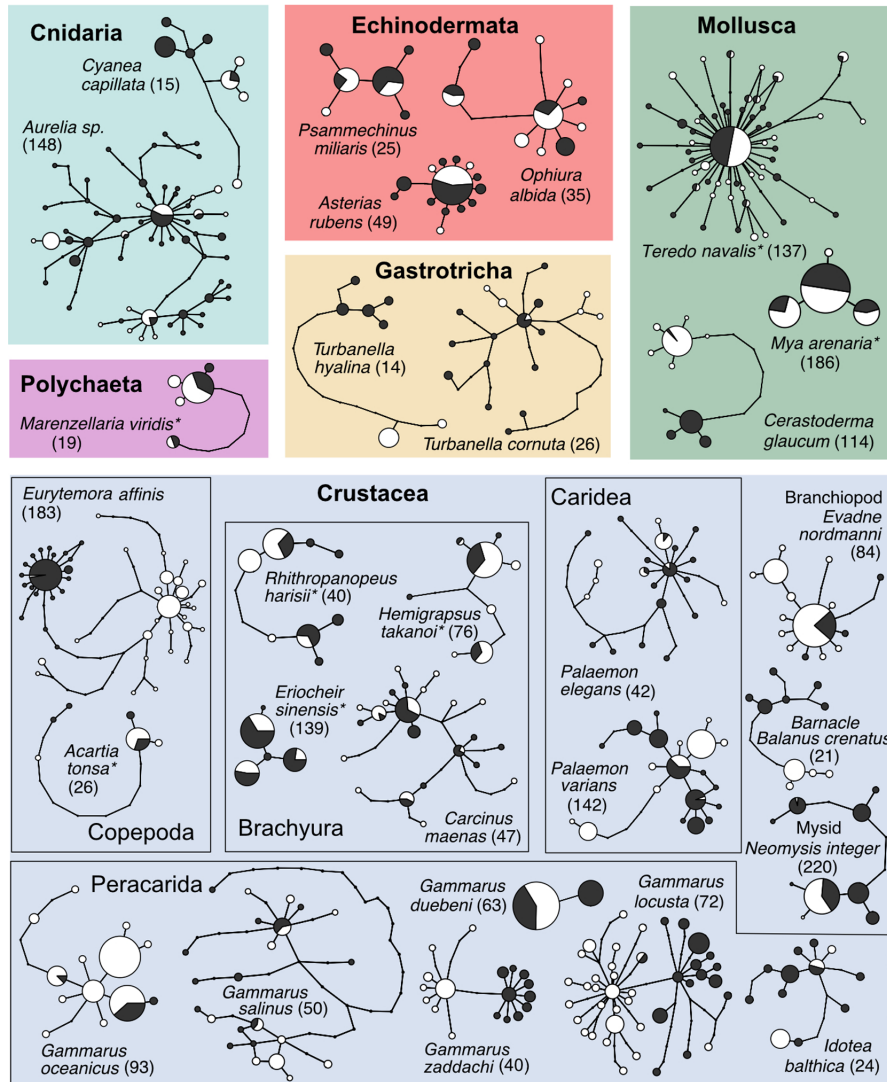 Cnidaria
Cyanea
capillata (15)
Aurelia sp.
(148)
Echinodermata
Psammechinus
miliaris (25)
Ophiura
albida (35)
Asterias
rubens (49)
Mollusca
Teredo navalis* (137)
Mya arenaria*
(186)
Cerastoderma
glaucum (114)
Gastrotricha
Turbanella
hyalina (14)
Turbanella cornuta (26)
Polychaeta
Marenzellaria viridis*
(19)
Crustacea
Eurytemora affinis
(183)
Acartia
tonsa*
(26)
Copepoda
Rhithropanopeus
harisii* (40)
Hemigrapsus
takanoi* (76)
Eriocheir
sinensis*
(139)
Carcinus
maenas (47)
Brachyura
Caridea
Palaemon
elegans (42)
Palaemon
varians
(142)
Branchiopod
Evadne
nordmanni
(84)
Barnacle
Balanus crenatus
(21)
Mysid
Neomysis integer
(220)
Peracarida
Gammarus
oceanicus (93)
Gammarus
salinus (50)
Gammarus
duebeni (63)
Gammarus
zaddachi (40)
Gammarus
locusta (72)
Idotea
balthica (24)